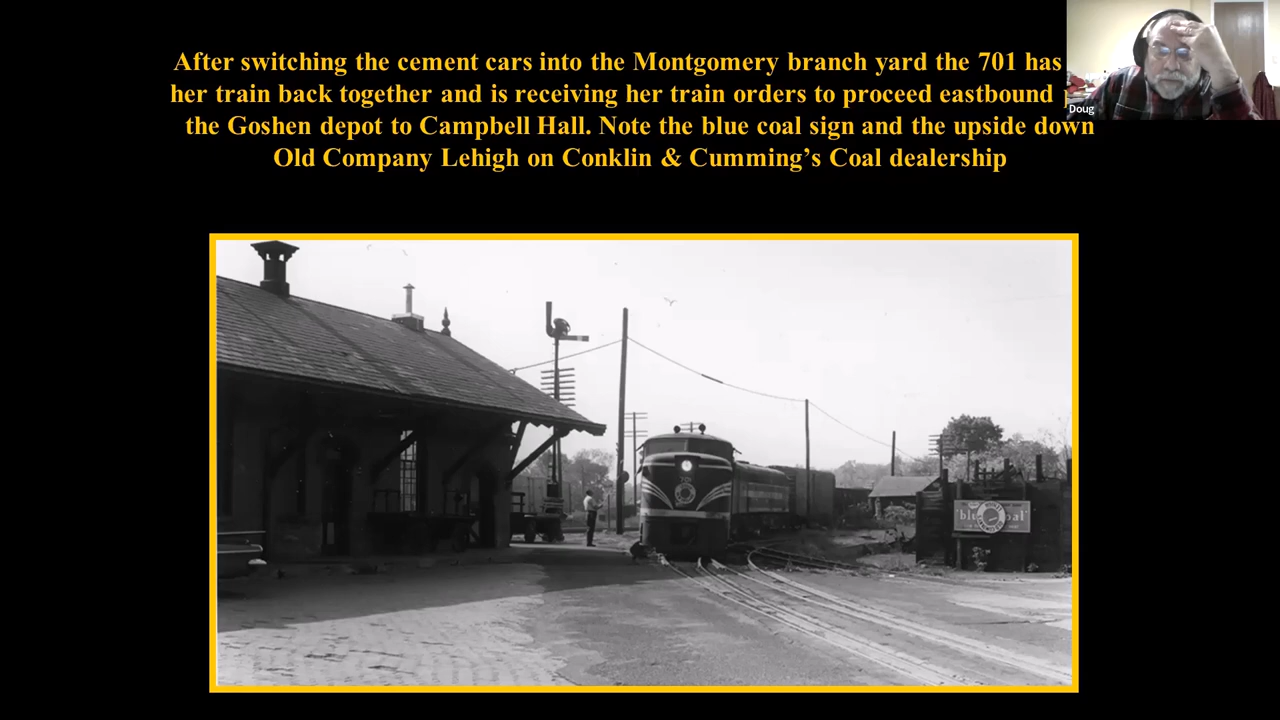 After switching the cement cars into the Montgomery branch yard the 701 has
her train back together and is receiving her train orders to proceed eastbound
the Goshen depot to Campbell Hall. Note the blue coal sign and the upside down
Old Company Lehigh on Conklin & Cumming's Coal dealership
Doug